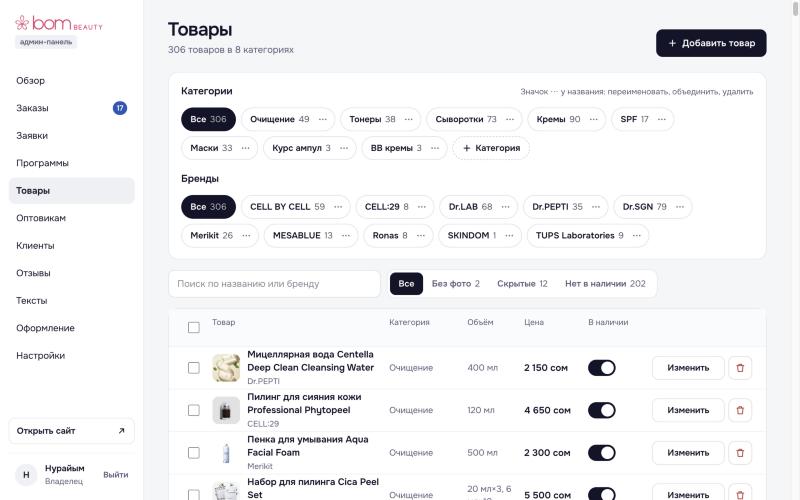 bom BEAUTY
админ-панель
Обзор
Заказы 17
Заявки
Программы
Товары
Оптовикам
Клиенты
Отзывы
Тексты
Оформление
Настройки
Открыть сайт
Н
Нурайым
Владелец
Выйти
Товары
306 товаров в 8 категориях
+ Добавить товар
Категории
Значок ··· у названия: переименовать, объединить, удалить
Все 306 Очищение 49 ··· Тонеры 38 ··· Сыворотки 73 ··· Кремы 90 ··· SPF 17 ···
Маски 33 ··· Курс ампул 3 ··· BB кремы 3 ··· + Категория
Бренды
Все 306 CELL BY CELL 59 ··· CELL:29 8 ··· Dr.LAB 68 ··· Dr.PEPTI 35 ··· Dr.SGN 79 ···
Merikit 26 ··· MESABLUE 13 ··· Ronas 8 ··· SKINDOM 1 ··· TUPS Laboratories 9 ···
Поиск по названию или бренду
Все Без фото 2 Скрытые 12 Нет в наличии 202
Товар Категория Объём Цена В наличии
Мицеллярная вода Centella
Deep Clean Cleansing Water
Dr.PEPTI
Очищение 400 мл 2 150 сом Изменить
Пилинг для сияния кожи
Professional Phytopeel
CELL:29
Очищение 120 мл 4 650 сом Изменить
Пенка для умывания Aqua
Facial Foam
Merikit
Очищение 500 мл 2 300 сом Изменить
Набор для пилинга Cica Peel
Set
Очищение 20 мл×3, 6 5 500 сом Изменить